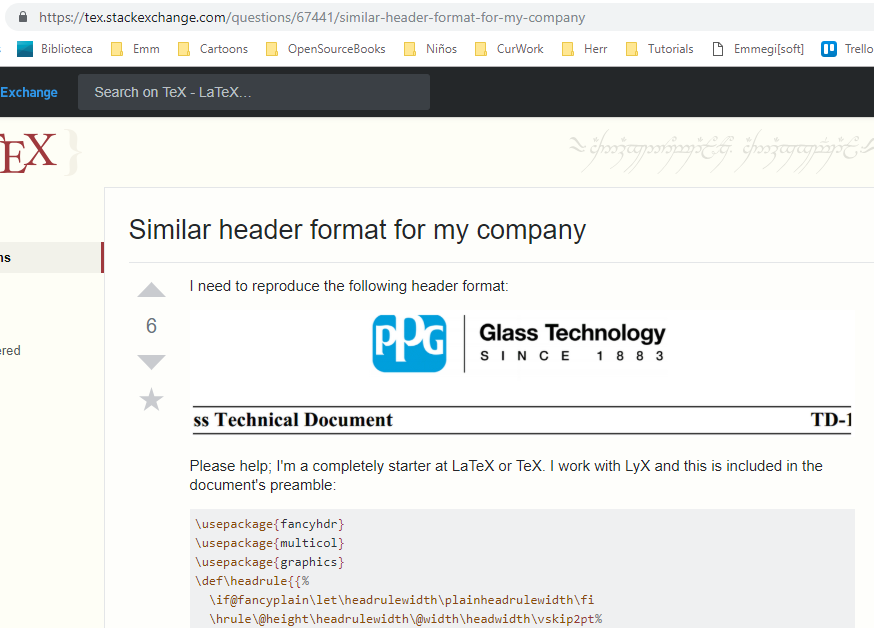 https://tex.stackexchange.com/questions/67441/similar-header-format-for-my-company
Biblioteca Emm Cartoons OpenSourceBooks Niños CurWork Herr Tutorials Emmegi[soft] Trello
Exchange Search on TeX - LaTeX...
EX }
Similar header format for my company
ns
I need to reproduce the following header format:
6
PPG Glass Technology
SINCE 1883
ered
ss Technical Document TD-1
Please help; I'm a completely starter at LaTeX or TeX. I work with LyX and this is included in the
document's preamble:
\usepackage{fancyhdr}
\usepackage{multicol}
\usepackage{graphics}
\def\headrule{{%
\if@fancyplain\let\headrulewidth\plainheadrulewidth\fi
\hrule\@height\headrulewidth\@width\headwidth\vskip2pt%